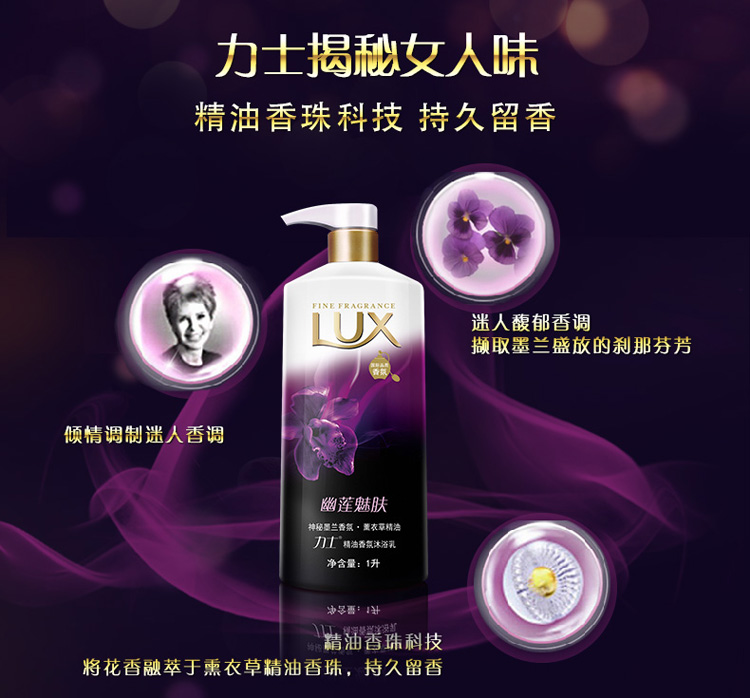 力士揭秘女人味
精油香珠科技 持久留香
迷人馥郁香调
撷取墨兰盛放的刹那芬芳
倾情调制迷人香调
FINE FRAGRANCE
LUX
香氛
幽莲魅肤
神秘墨兰香氛·薰衣草精油
力士® 精油香氛沐浴乳
净含量：1升
精油香珠科技
将花香融萃于薰衣草精油香珠，持久留香